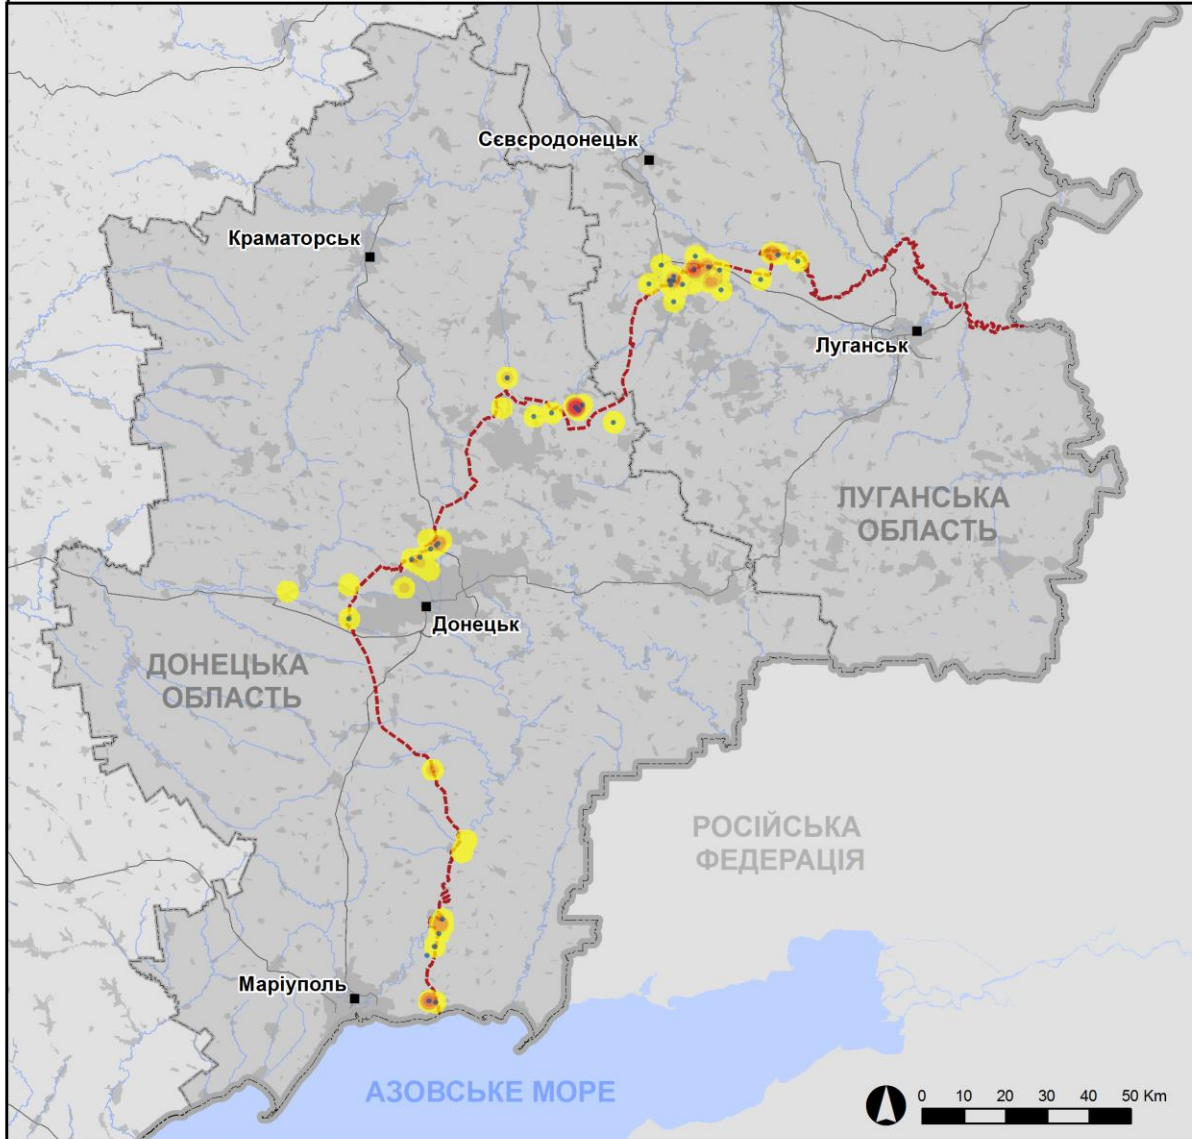 Сєвєродонецьк
Краматорськ
Луганськ
ЛУГАНСЬКА
ОБЛАСТЬ
Донецьк
ДОНЕЦЬКА
ОБЛАСТЬ
РОСІЙСЬКА
ФЕДЕРАЦІЯ
Маріуполь
АЗОВСЬКЕ МОРЕ
0 10 20 30 40 50 Km